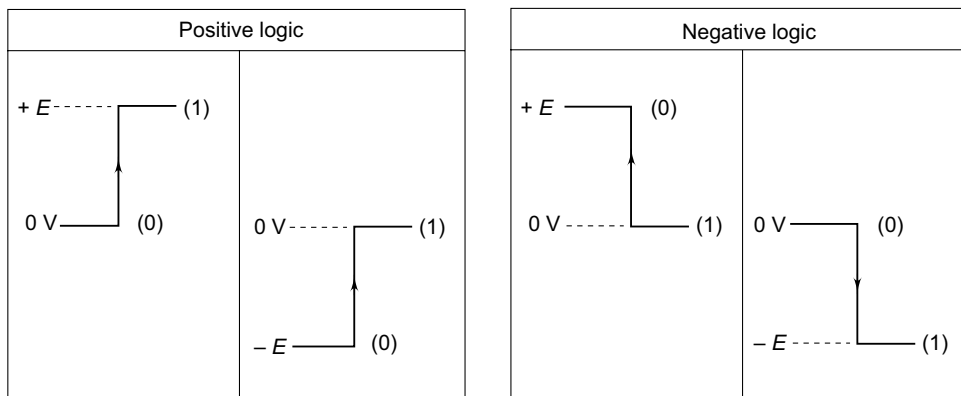 Positive logic
+ E (1)
0 V (0)
0 V (1)
– E (0)
Negative logic
+ E (0)
0 V (1)
0 V (0)
– E (1)